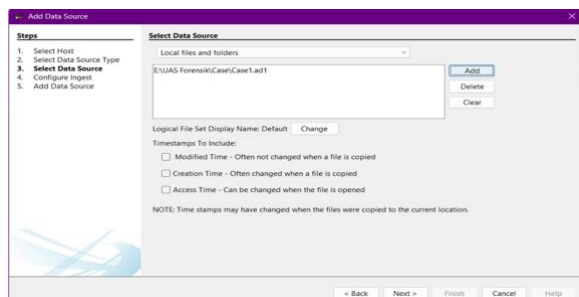 Add Data Source
Steps
1. Select Host
2. Select Data Source Type
3. Select Data Source
4. Configure Ingest
5. Add Data Source
Select Data Source
Local files and folders
E:\UAS Forensik\Case\Case1.ad1
Add
Delete
Clear
Logical File Set Display Name: Default Change
Timestamps To Include:
Modified Time - Often not changed when a file is copied
Creation Time - Often changed when a file is copied
Access Time - Can be changed when the file is opened
NOTE: Time stamps may have changed when the files were copied to the current location.
< Back Next > Finish Cancel Help